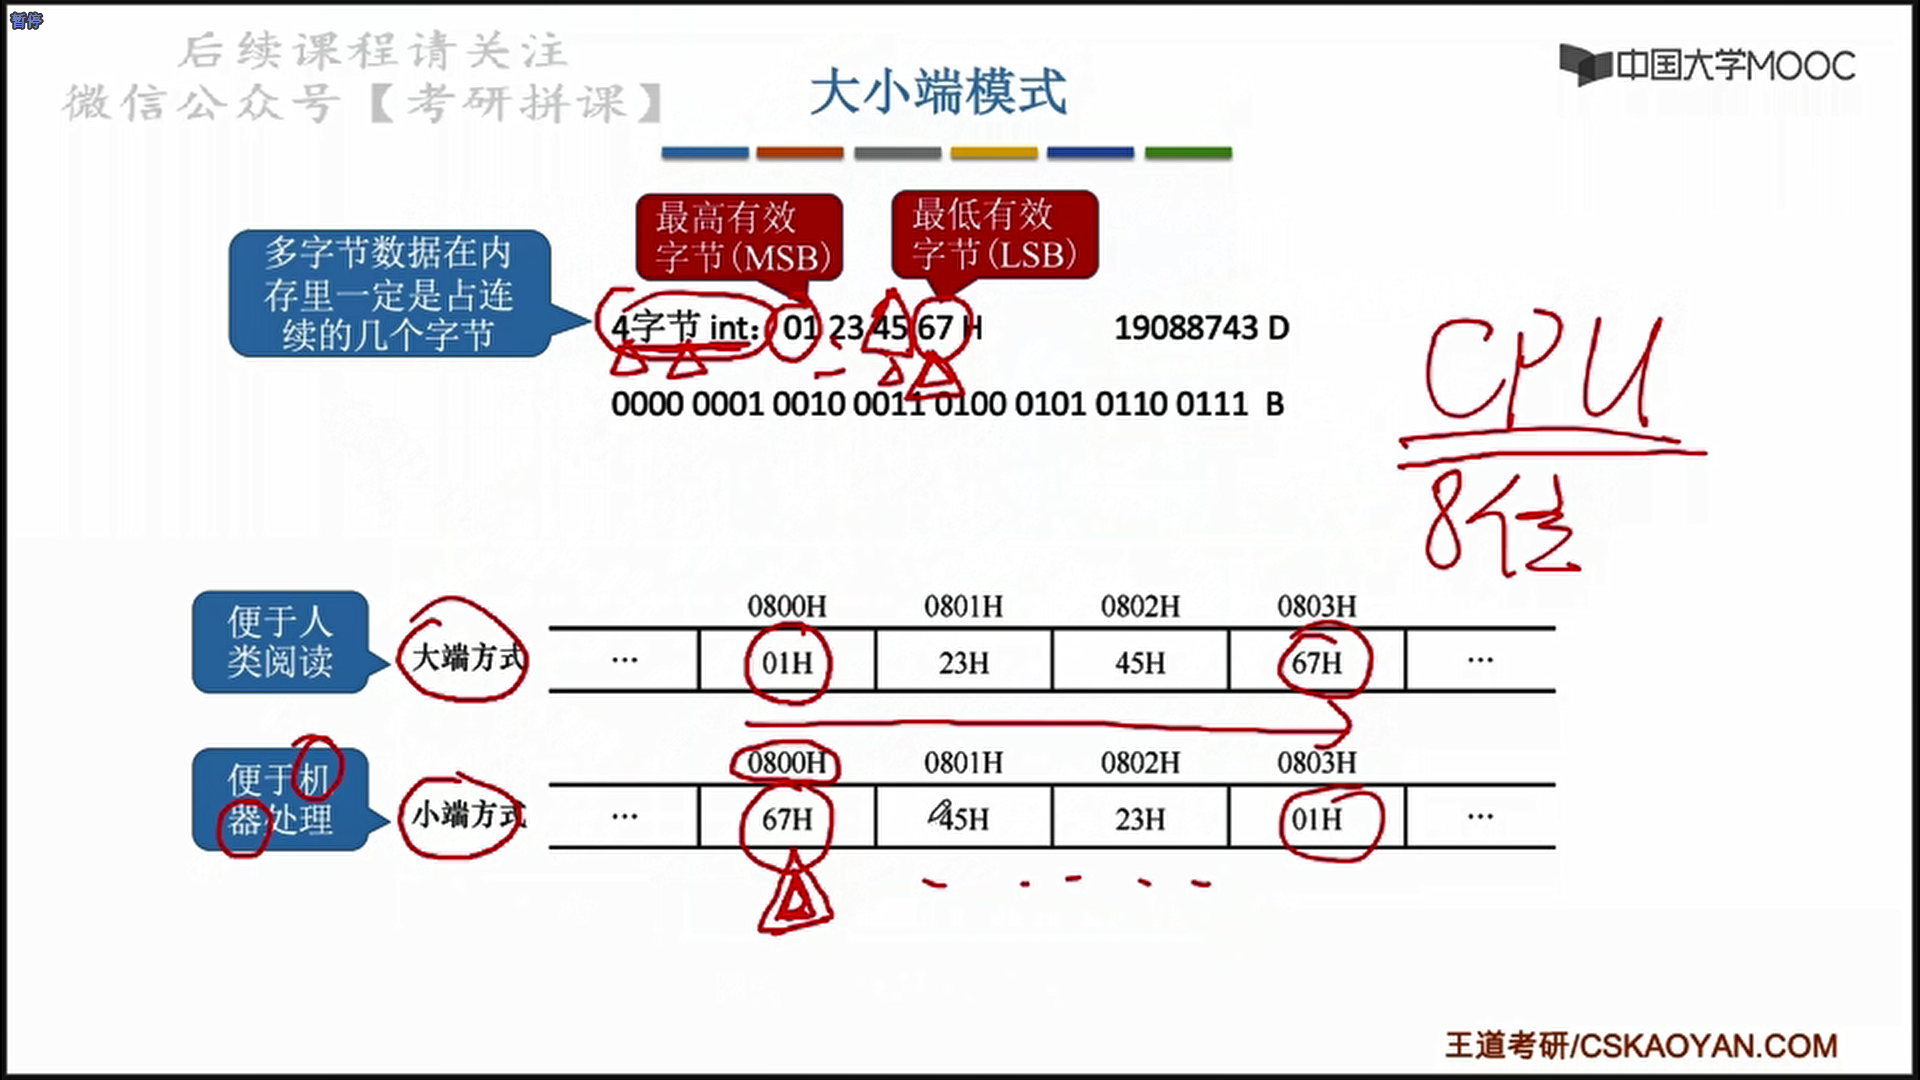 暂停
后续课程请关注
微信公众号【考研拼课】
中国大学MOOC
大小端模式
最高有效
字节(MSB)
最低有效
字节(LSB)
多字节数据在内
存里一定是占连
续的几个字节
4字节 int: 01 23 45 67 H 19088743 D
0000 0001 0010 0011 0100 0101 0110 0111 B
CPU
8位
便于人
类阅读
大端方式
0800H 0801H 0802H 0803H
... 01H 23H 45H 67H ...
便于机
器处理
小端方式
0800H 0801H 0802H 0803H
... 67H 45H 23H 01H ...
王道考研/CSKAOYAN.COM